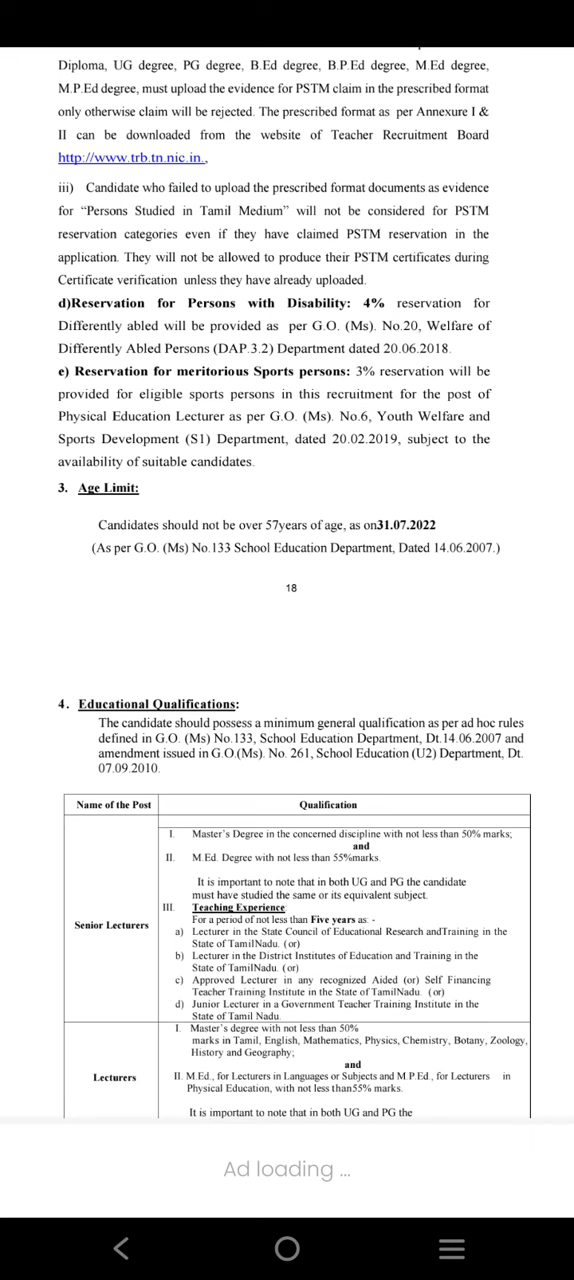 Diploma, UG degree, PG degree, B.Ed degree, B.P.Ed degree, M.Ed degree,
M.P.Ed degree, must upload the evidence for PSTM claim in the prescribed format
only otherwise claim will be rejected. The prescribed format as per Annexure I &
II can be downloaded from the website of Teacher Recruitment Board
http://www.trb.tn.nic.in.,
iii) Candidate who failed to upload the prescribed format documents as evidence
for “Persons Studied in Tamil Medium” will not be considered for PSTM
reservation categories even if they have claimed PSTM reservation in the
application. They will not be allowed to produce their PSTM certificates during
Certificate verification unless they have already uploaded.
d)Reservation for Persons with Disability: 4% reservation for
Differently abled will be provided as per G.O. (Ms). No.20, Welfare of
Differently Abled Persons (DAP.3.2) Department dated 20.06.2018.
e) Reservation for meritorious Sports persons: 3% reservation will be
provided for eligible sports persons in this recruitment for the post of
Physical Education Lecturer as per G.O. (Ms). No.6, Youth Welfare and
Sports Development (S1) Department, dated 20.02.2019, subject to the
availability of suitable candidates.
3. Age Limit:
Candidates should not be over 57years of age, as on31.07.2022
(As per G.O. (Ms) No.133 School Education Department, Dated 14.06.2007.)
18
4. Educational Qualifications:
The candidate should possess a minimum general qualification as per ad hoc rules
defined in G.O. (Ms) No.133, School Education Department, Dt.14.06.2007 and
amendment issued in G.O.(Ms). No. 261, School Education (U2) Department, Dt.
07.09.2010.
Name of the Post Qualification
I. Master's Degree in the concerned discipline with not less than 50% marks;
and
II. M.Ed. Degree with not less than 55%marks.
It is important to note that in both UG and PG the candidate
must have studied the same or its equivalent subject.
III. Teaching Experience:
For a period of not less than Five years as: -
Senior Lecturers
a) Lecturer in the State Council of Educational Research andTraining in the
State of TamilNadu. (or)
b) Lecturer in the District Institutes of Education and Training in the
State of TamilNadu. (or)
c) Approved Lecturer in any recognized Aided (or) Self Financing
Teacher Training Institute in the State of TamilNadu. (or)
d) Junior Lecturer in a Government Teacher Training Institute in the
State of Tamil Nadu.
I. Master's degree with not less than 50%
marks in Tamil, English, Mathematics, Physics, Chemistry, Botany, Zoology,
History and Geography;
and
Lecturers
II. M.Ed., for Lecturers in Languages or Subjects and M.P.Ed., for Lecturers in
Physical Education, with not less than55% marks.
It is important to note that in both UG and PG the
Ad loading ...